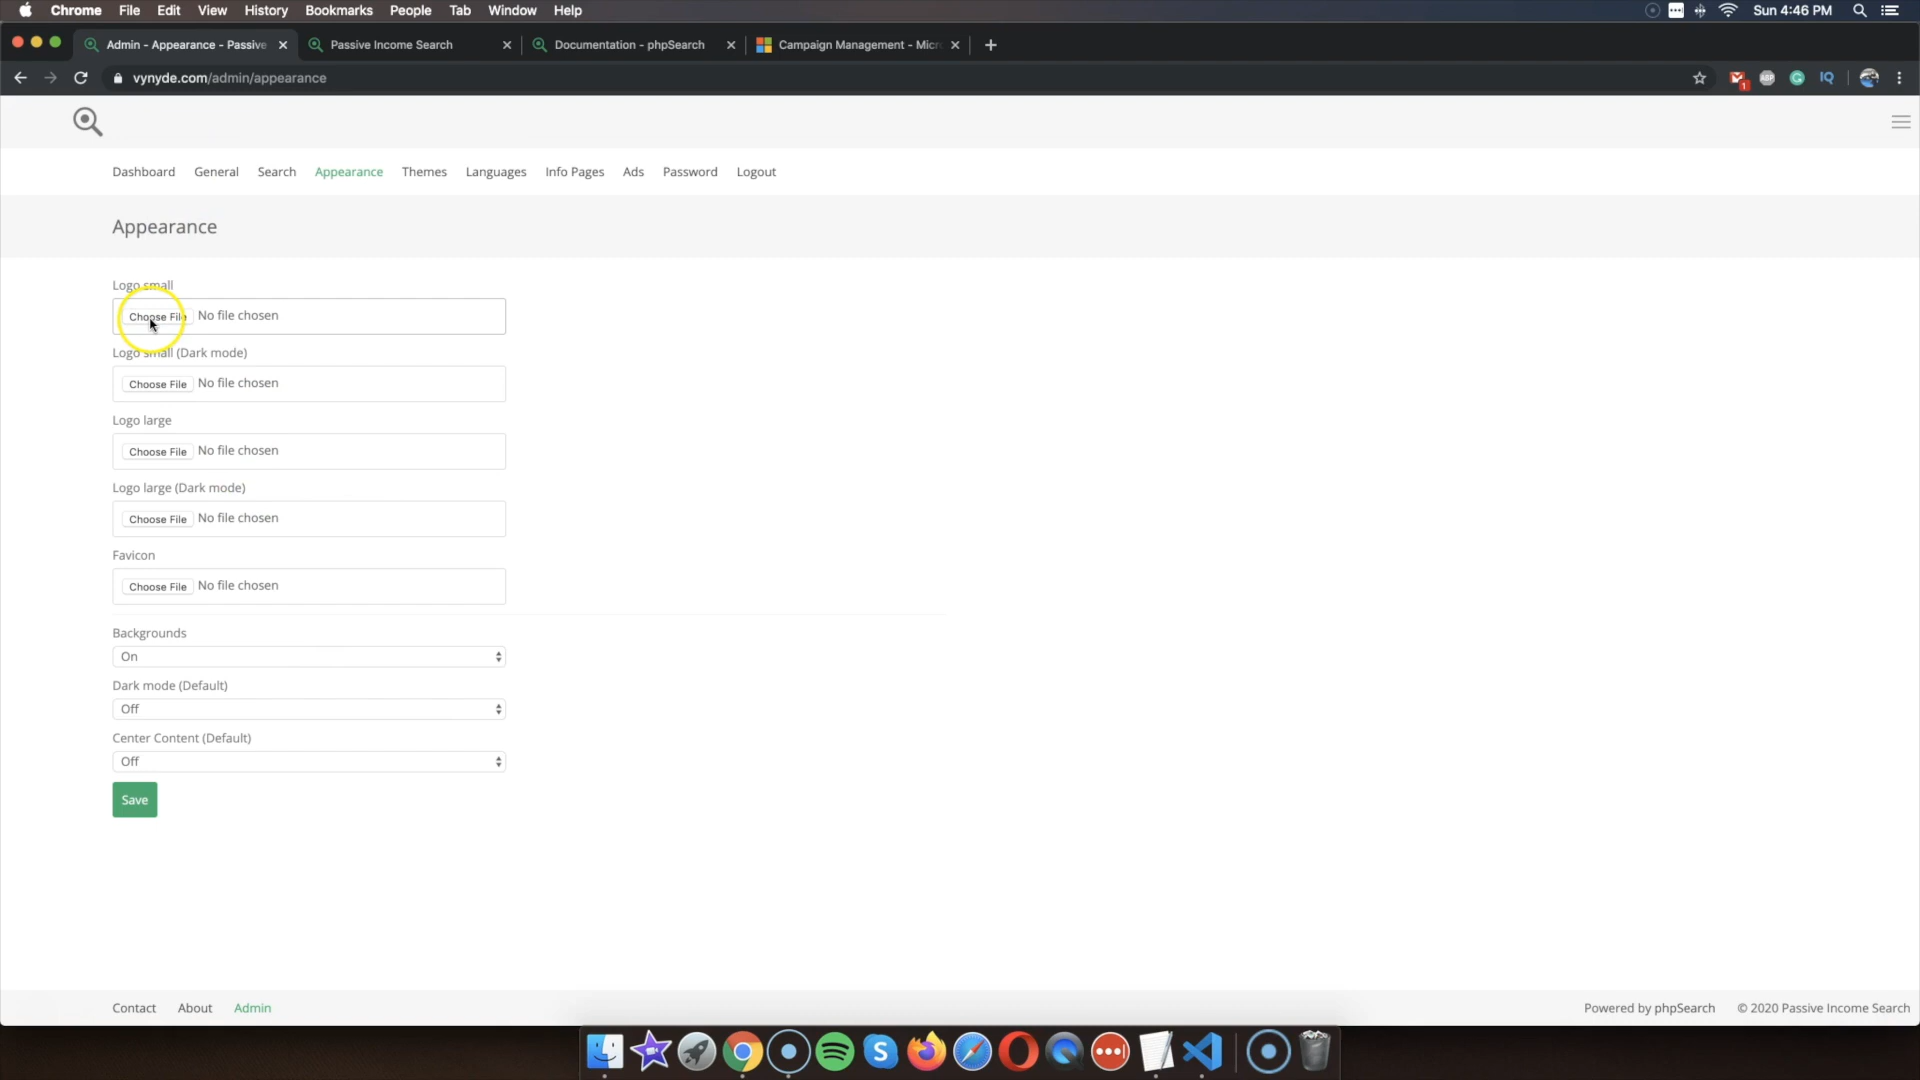 Chrome File Edit View History Bookmarks People Tab Window Help Sun 4:46 PM
Admin - Appearance - Passive Passive Income Search Documentation - phpSearch Campaign Management - Micr
vynyde.com/admin/appearance
Dashboard General Search Appearance Themes Languages Info Pages Ads Password Logout
Appearance
Logo small
Choose File No file chosen
Logo small (Dark mode)
Choose File No file chosen
Logo large
Choose File No file chosen
Logo large (Dark mode)
Choose File No file chosen
Favicon
Choose File No file chosen
Backgrounds
On
Dark mode (Default)
Off
Center Content (Default)
Off
Save
Contact About Admin Powered by phpSearch © 2020 Passive Income Search